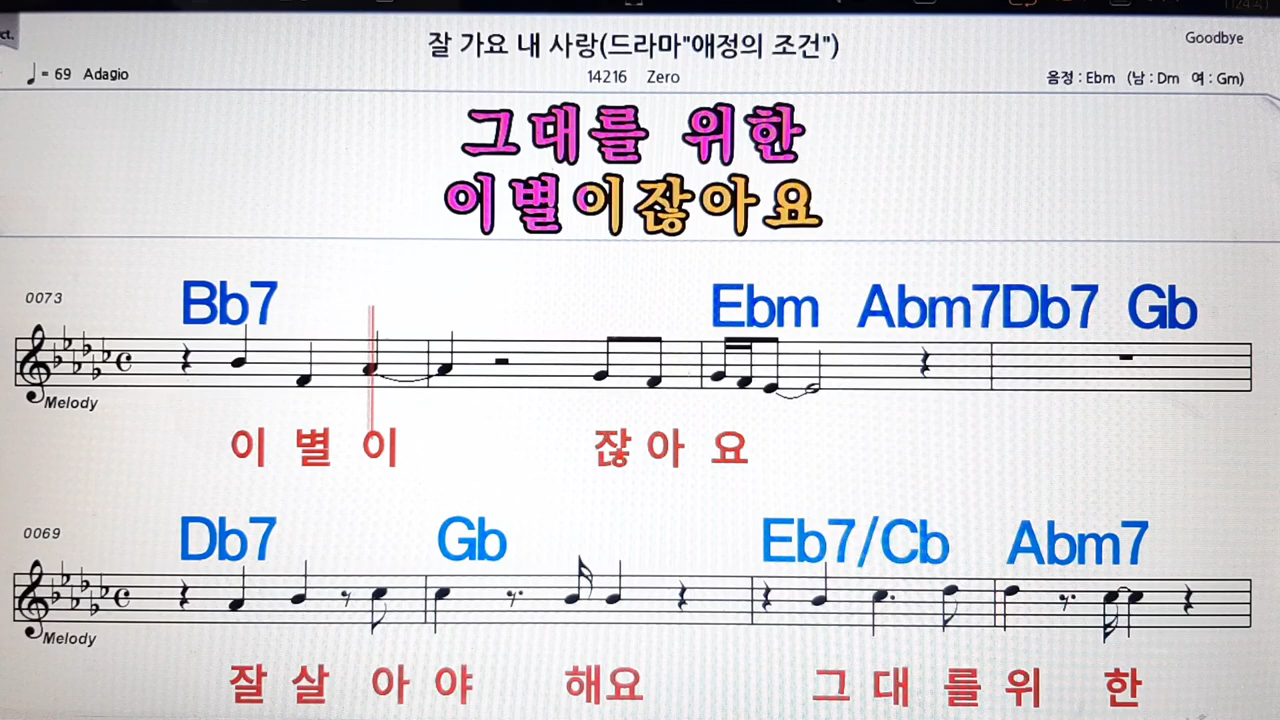 ct.
잘 가요 내 사랑(드라마"애정의 조건")
Goodbye
♩ = 69 Adagio
14216 Zero
음정 : Ebm (남 : Dm 여 : Gm)
그대를 위한
이별이잖아요
0073
Bb7 Ebm Abm7 Db7 Gb
Melody
이 별 이 잖 아 요
0069
Db7 Gb Eb7/Cb Abm7
Melody
잘 살 아 야 해요 그 대 를 위 한